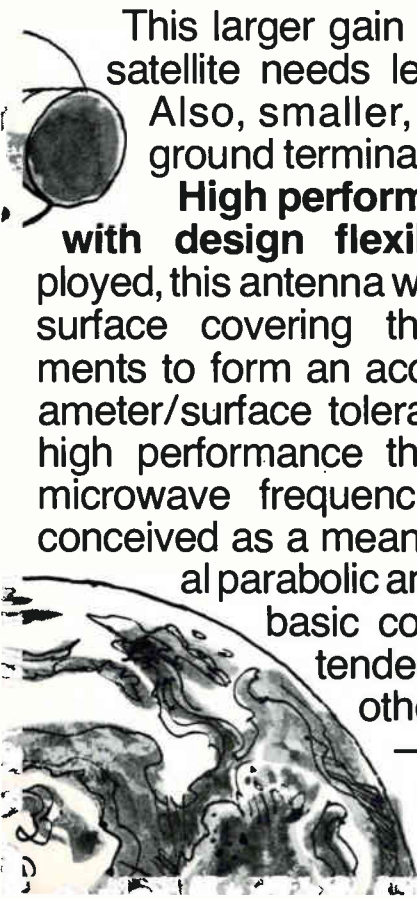 This larger gain
satellite needs le
Also, smaller,
ground termina
High perform
with design flexi
ployed, this antenna w
surface covering th
ments to form an acc
ameter/surface tolera
high performance th
microwave frequenc
conceived as a mean
al parabolic an
basic co
tende
othe
—